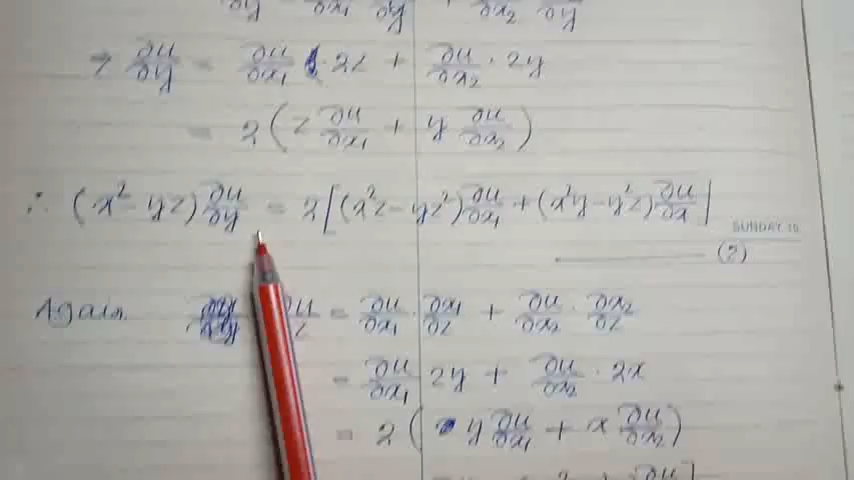 ∂y ∂x₁ ∂y ∂x₂ ∂y
⇒ ∂u/∂y = ∂u/∂x₁ · 2z + ∂u/∂x₂ · 2y
= 2(z ∂u/∂x₁ + y ∂u/∂x₂)
∴ (x² - yz) ∂u/∂y = 2[(x²z - yz²) ∂u/∂x₁ + (x²y - y²z) ∂u/∂x]
SUNDAY
(2)
Again = ∂u/∂x₁ · ∂x₁/∂z + ∂u/∂x₂ · ∂x₂/∂z
= ∂u/∂x₁ 2y + ∂u/∂x₂ · 2x
= 2(y ∂u/∂x₁ + x ∂u/∂x₂)